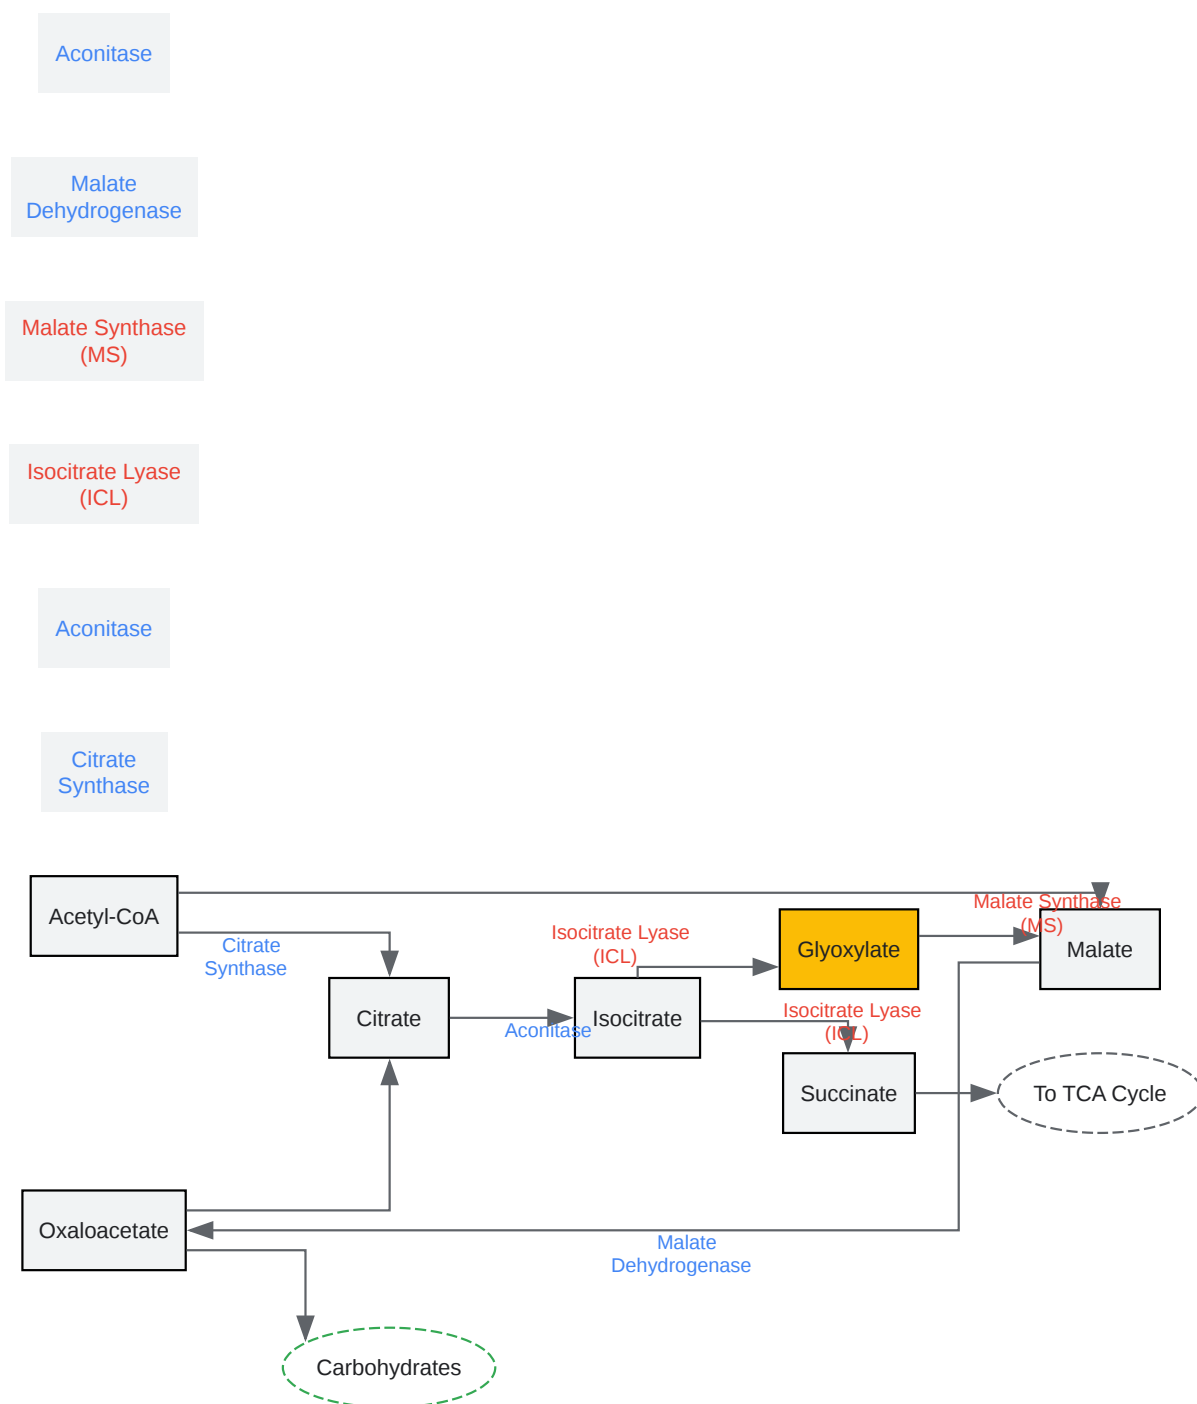 Aconitase
Malate
Dehydrogenase
Malate Synthase
(MS)
Isocitrate Lyase
(ICL)
Aconitase
Citrate
Synthase
Acetyl-CoA
Citrate
Synthase
Citrate
Aconitase
Isocitrate Lyase
(ICL)
Isocitrate
Glyoxylate
Malate Synthase
(MS)
Malate
Isocitrate Lyase
(ICL)
Succinate
To TCA Cycle
Oxaloacetate
Malate
Dehydrogenase
Carbohydrates